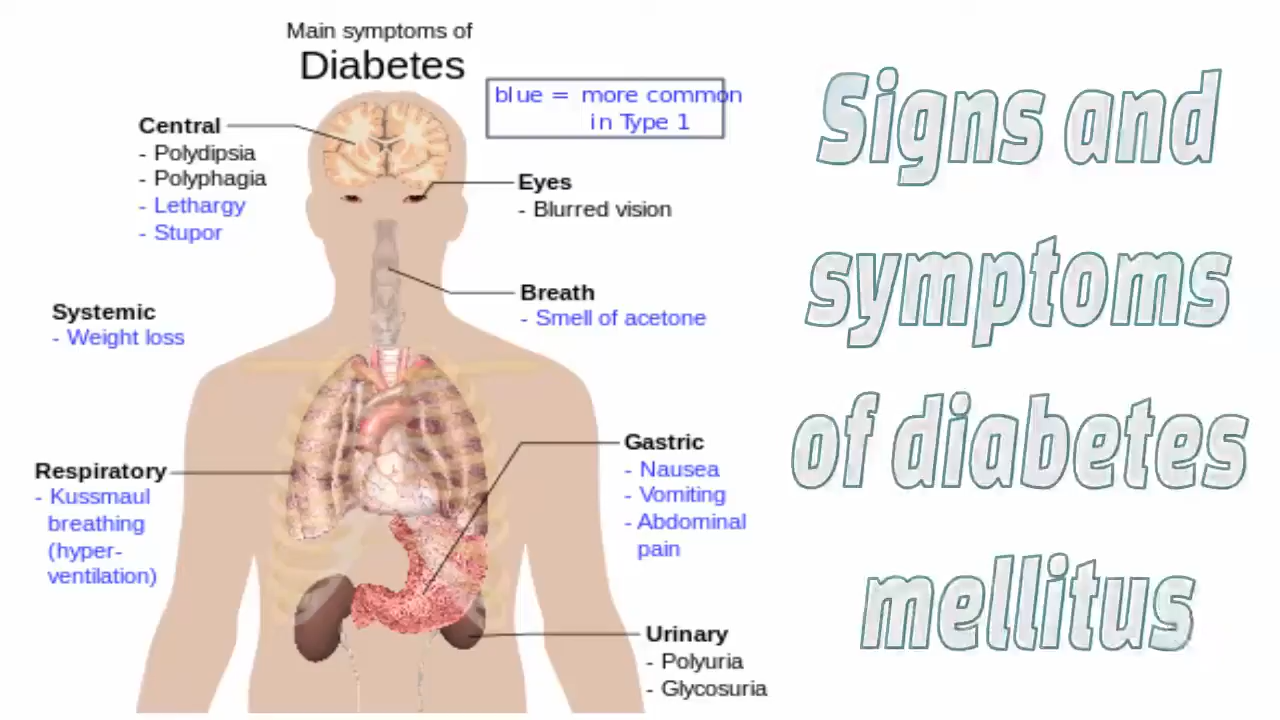 Main symptoms of
Diabetes
blue = more common
in Type 1
Central
- Polydipsia
- Polyphagia
- Lethargy
- Stupor
Eyes
- Blurred vision
Breath
- Smell of acetone
Systemic
- Weight loss
Respiratory
- Kussmaul
breathing
(hyper-
ventilation)
Gastric
- Nausea
- Vomiting
- Abdominal
pain
Urinary
- Polyuria
- Glycosuria
Signs and
symptoms
of diabetes
mellitus